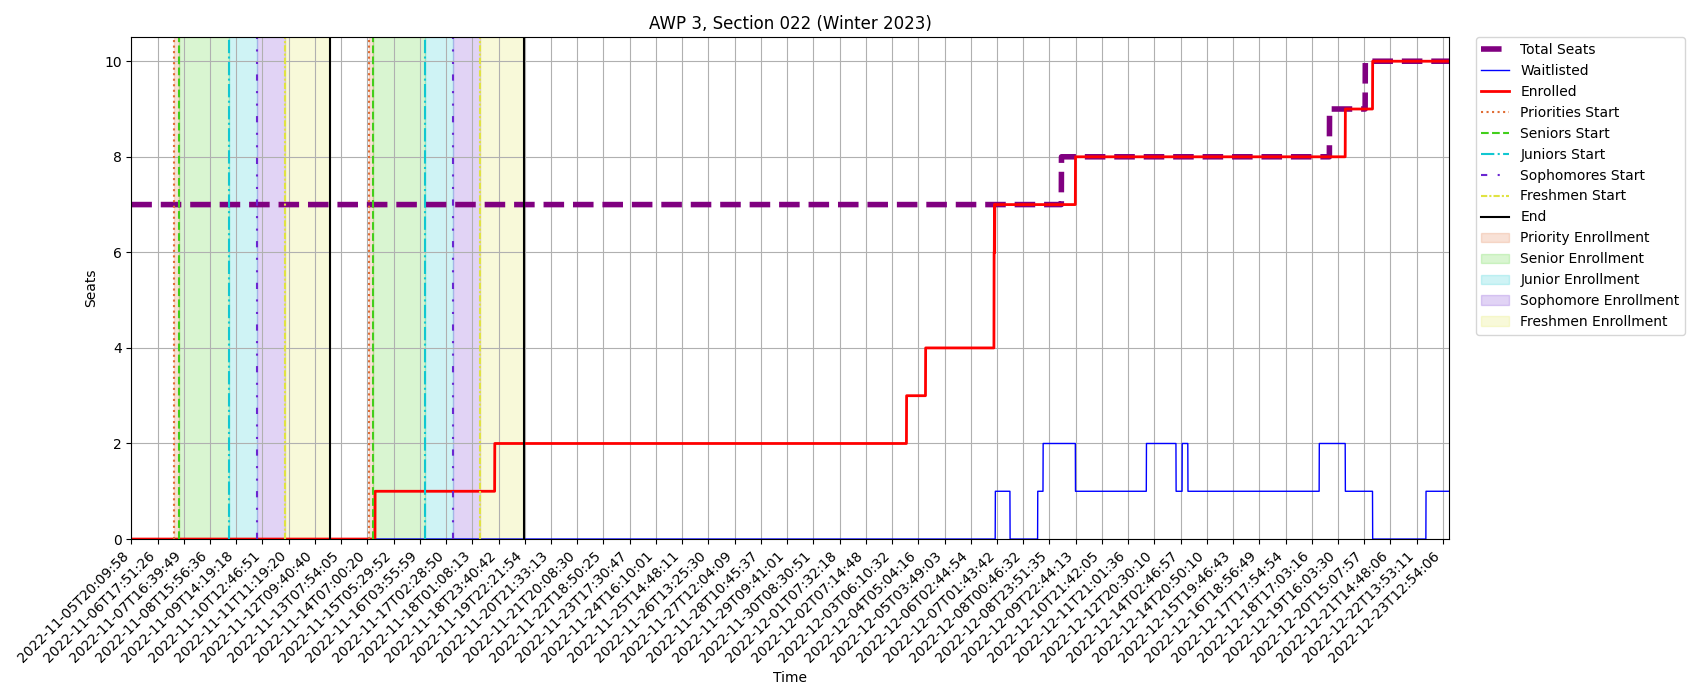 AWP 3, Section 022 (Winter 2023)
Total Seats
Waitlisted
Enrolled
Priorities Start
Seniors Start
Juniors Start
Sophomores Start
Freshmen Start
End
Priority Enrollment
Senior Enrollment
Junior Enrollment
Sophomore Enrollment
Freshmen Enrollment
Seats
10
8
6
4
2
0
2022-11-05T20:09:58
2022-11-06T17:51:26
2022-11-07T16:39:49
2022-11-08T15:56:36
2022-11-09T14:19:18
2022-11-10T12:46:51
2022-11-11T11:19:20
2022-11-12T09:40:40
2022-11-13T07:54:05
2022-11-14T07:00:20
2022-11-15T05:29:52
2022-11-16T03:55:59
2022-11-17T02:28:50
2022-11-18T01:08:13
2022-11-18T23:40:42
2022-11-19T22:21:54
2022-11-20T21:33:13
2022-11-21T20:08:30
2022-11-22T18:50:25
2022-11-23T17:30:47
2022-11-24T16:10:01
2022-11-25T14:48:11
2022-11-26T13:25:30
2022-11-27T12:04:09
2022-11-28T10:45:37
2022-11-29T09:41:01
2022-11-30T08:30:51
2022-12-01T07:32:18
2022-12-02T07:14:48
2022-12-03T06:10:32
2022-12-04T05:04:16
2022-12-05T03:49:03
2022-12-06T02:44:54
2022-12-07T01:43:42
2022-12-08T00:46:32
2022-12-08T23:51:35
2022-12-09T22:44:13
2022-12-10T21:42:05
2022-12-11T21:01:36
2022-12-12T20:30:10
2022-12-14T02:46:57
2022-12-14T20:50:10
2022-12-15T19:46:43
2022-12-16T18:56:49
2022-12-17T17:54:54
2022-12-18T17:03:16
2022-12-19T16:03:30
2022-12-20T15:07:57
2022-12-21T14:48:06
2022-12-22T13:53:11
2022-12-23T12:54:06
Time